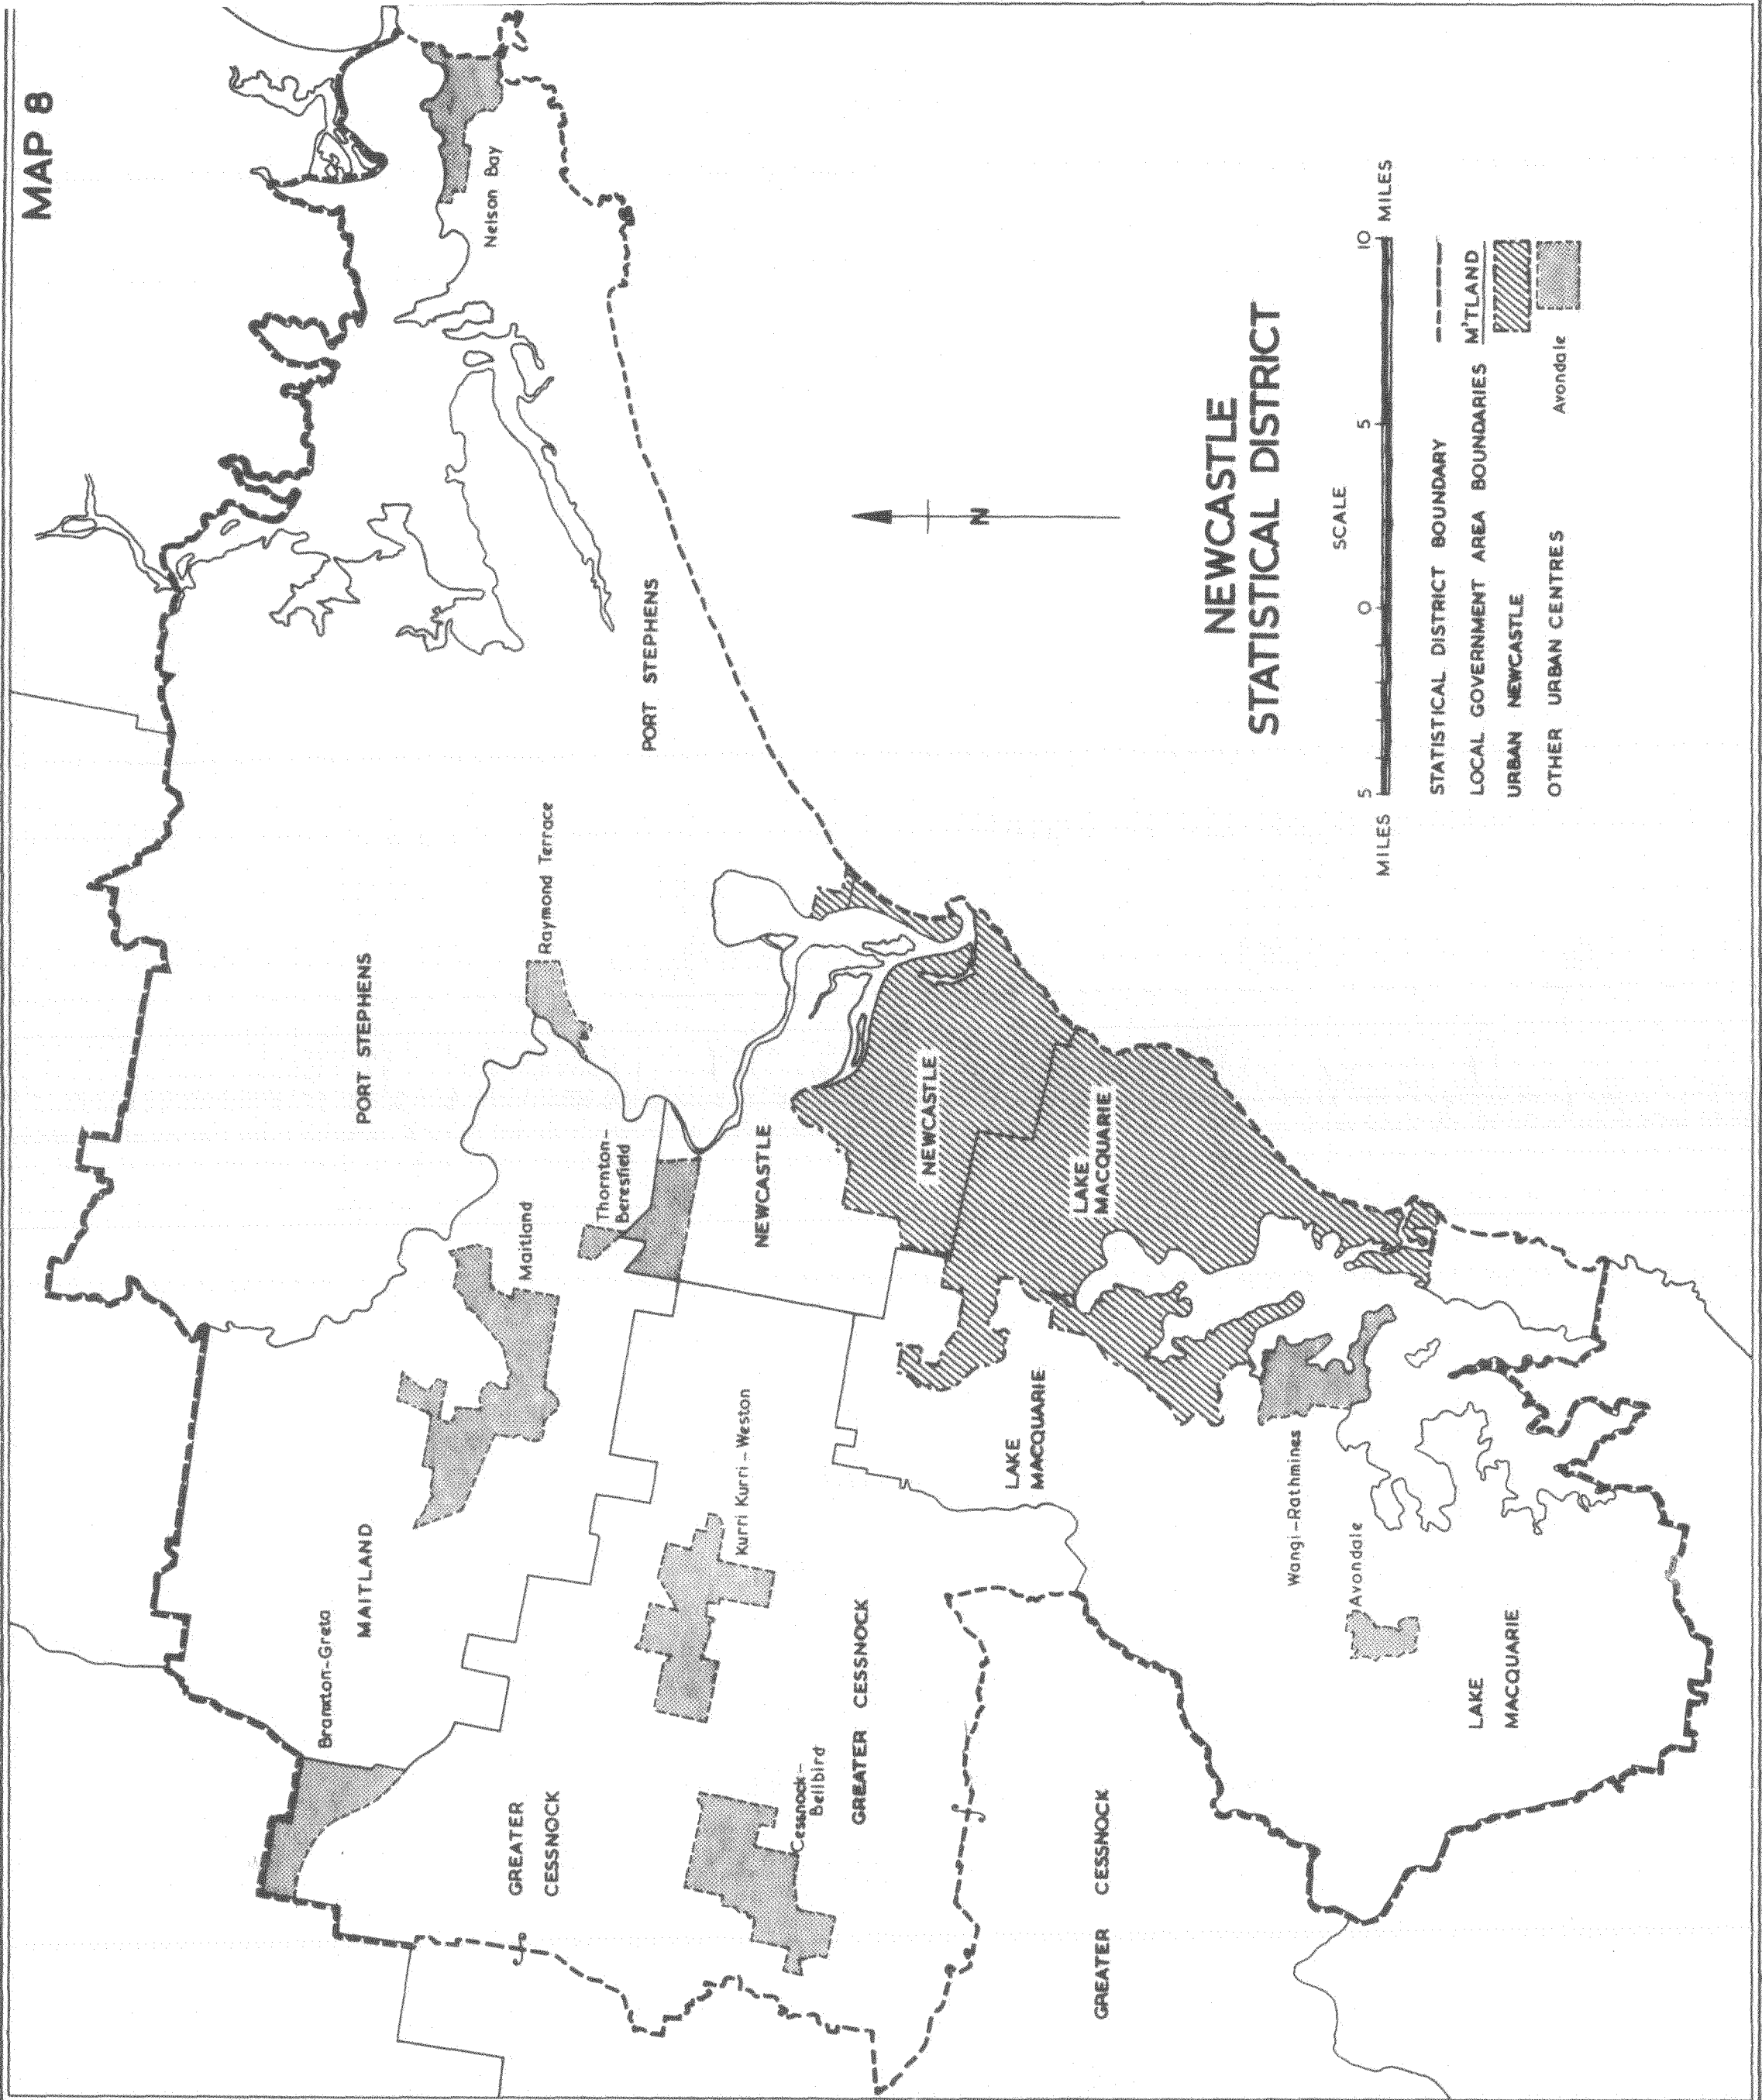 MAP 8
Nelson Bay
PORT STEPHENS
Raymond Terrace
PORT STEPHENS
Thornton-
Beresfield
Maitland
NEWCASTLE
NEWCASTLE
LAKE
MACQUARIE
Branxton-Greta
MAITLAND
Kurri Kurri-Weston
LAKE
MACQUARIE
GREATER
CESSNOCK
Cessnock-
Bellbird
GREATER CESSNOCK
GREATER CESSNOCK
Wangi-Rathmines
Avondale
LAKE
MACQUARIE
N
NEWCASTLE
STATISTICAL DISTRICT
SCALE
MILES 5 0 5 10 MILES
STATISTICAL DISTRICT BOUNDARY
LOCAL GOVERNMENT AREA BOUNDARIES M'TLAND
URBAN NEWCASTLE
OTHER URBAN CENTRES Avondale